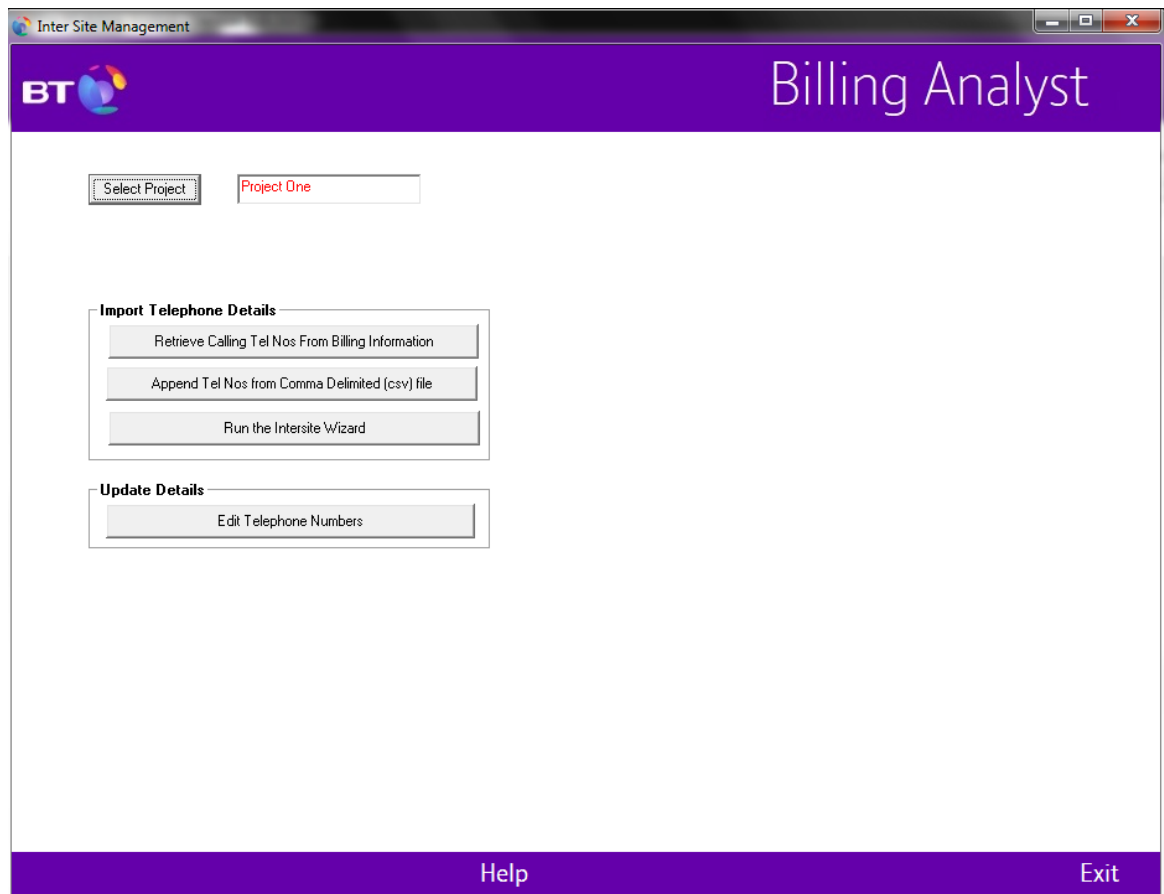 Inter Site Management
BT
Billing Analyst
Select Project
Project One
Import Telephone Details
Retrieve Calling Tel Nos From Billing Information
Append Tel Nos from Comma Delimited (csv) file
Run the Intersite Wizard
Update Details
Edit Telephone Numbers
Help
Exit